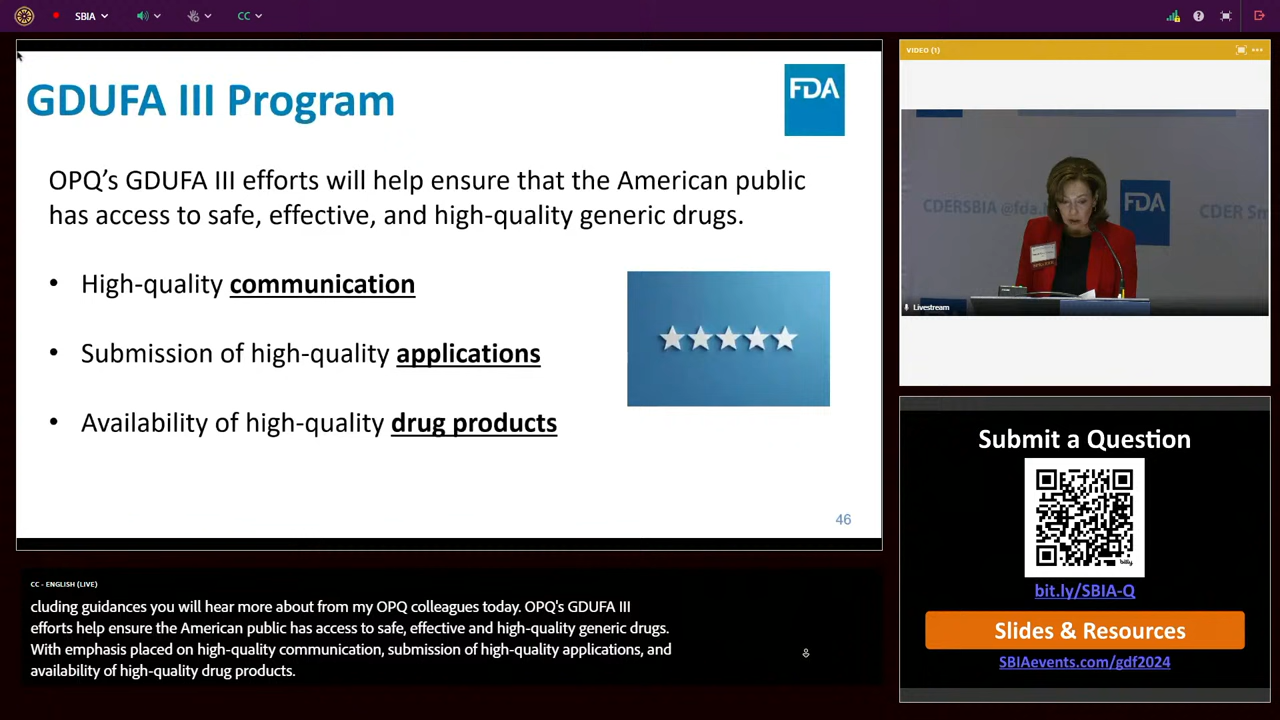 SBIA
CC
GDUFA III Program
FDA
OPQ’s GDUFA III efforts will help ensure that the American public
has access to safe, effective, and high-quality generic drugs.
• High-quality communication
• Submission of high-quality applications
• Availability of high-quality drug products
46
CC - ENGLISH (LIVE)
cluding guidances you will hear more about from my OPQ colleagues today. OPQ's GDUFA III
efforts help ensure the American public has access to safe, effective and high-quality generic drugs.
With emphasis placed on high-quality communication, submission of high-quality applications, and
availability of high-quality drug products.
VIDEO (1)
CDERSBIA @fda.h
FDA
CDER Sm
Livestream
Submit a Question
bitly
bit.ly/SBIA-Q
Slides & Resources
SBIAevents.com/gdf2024